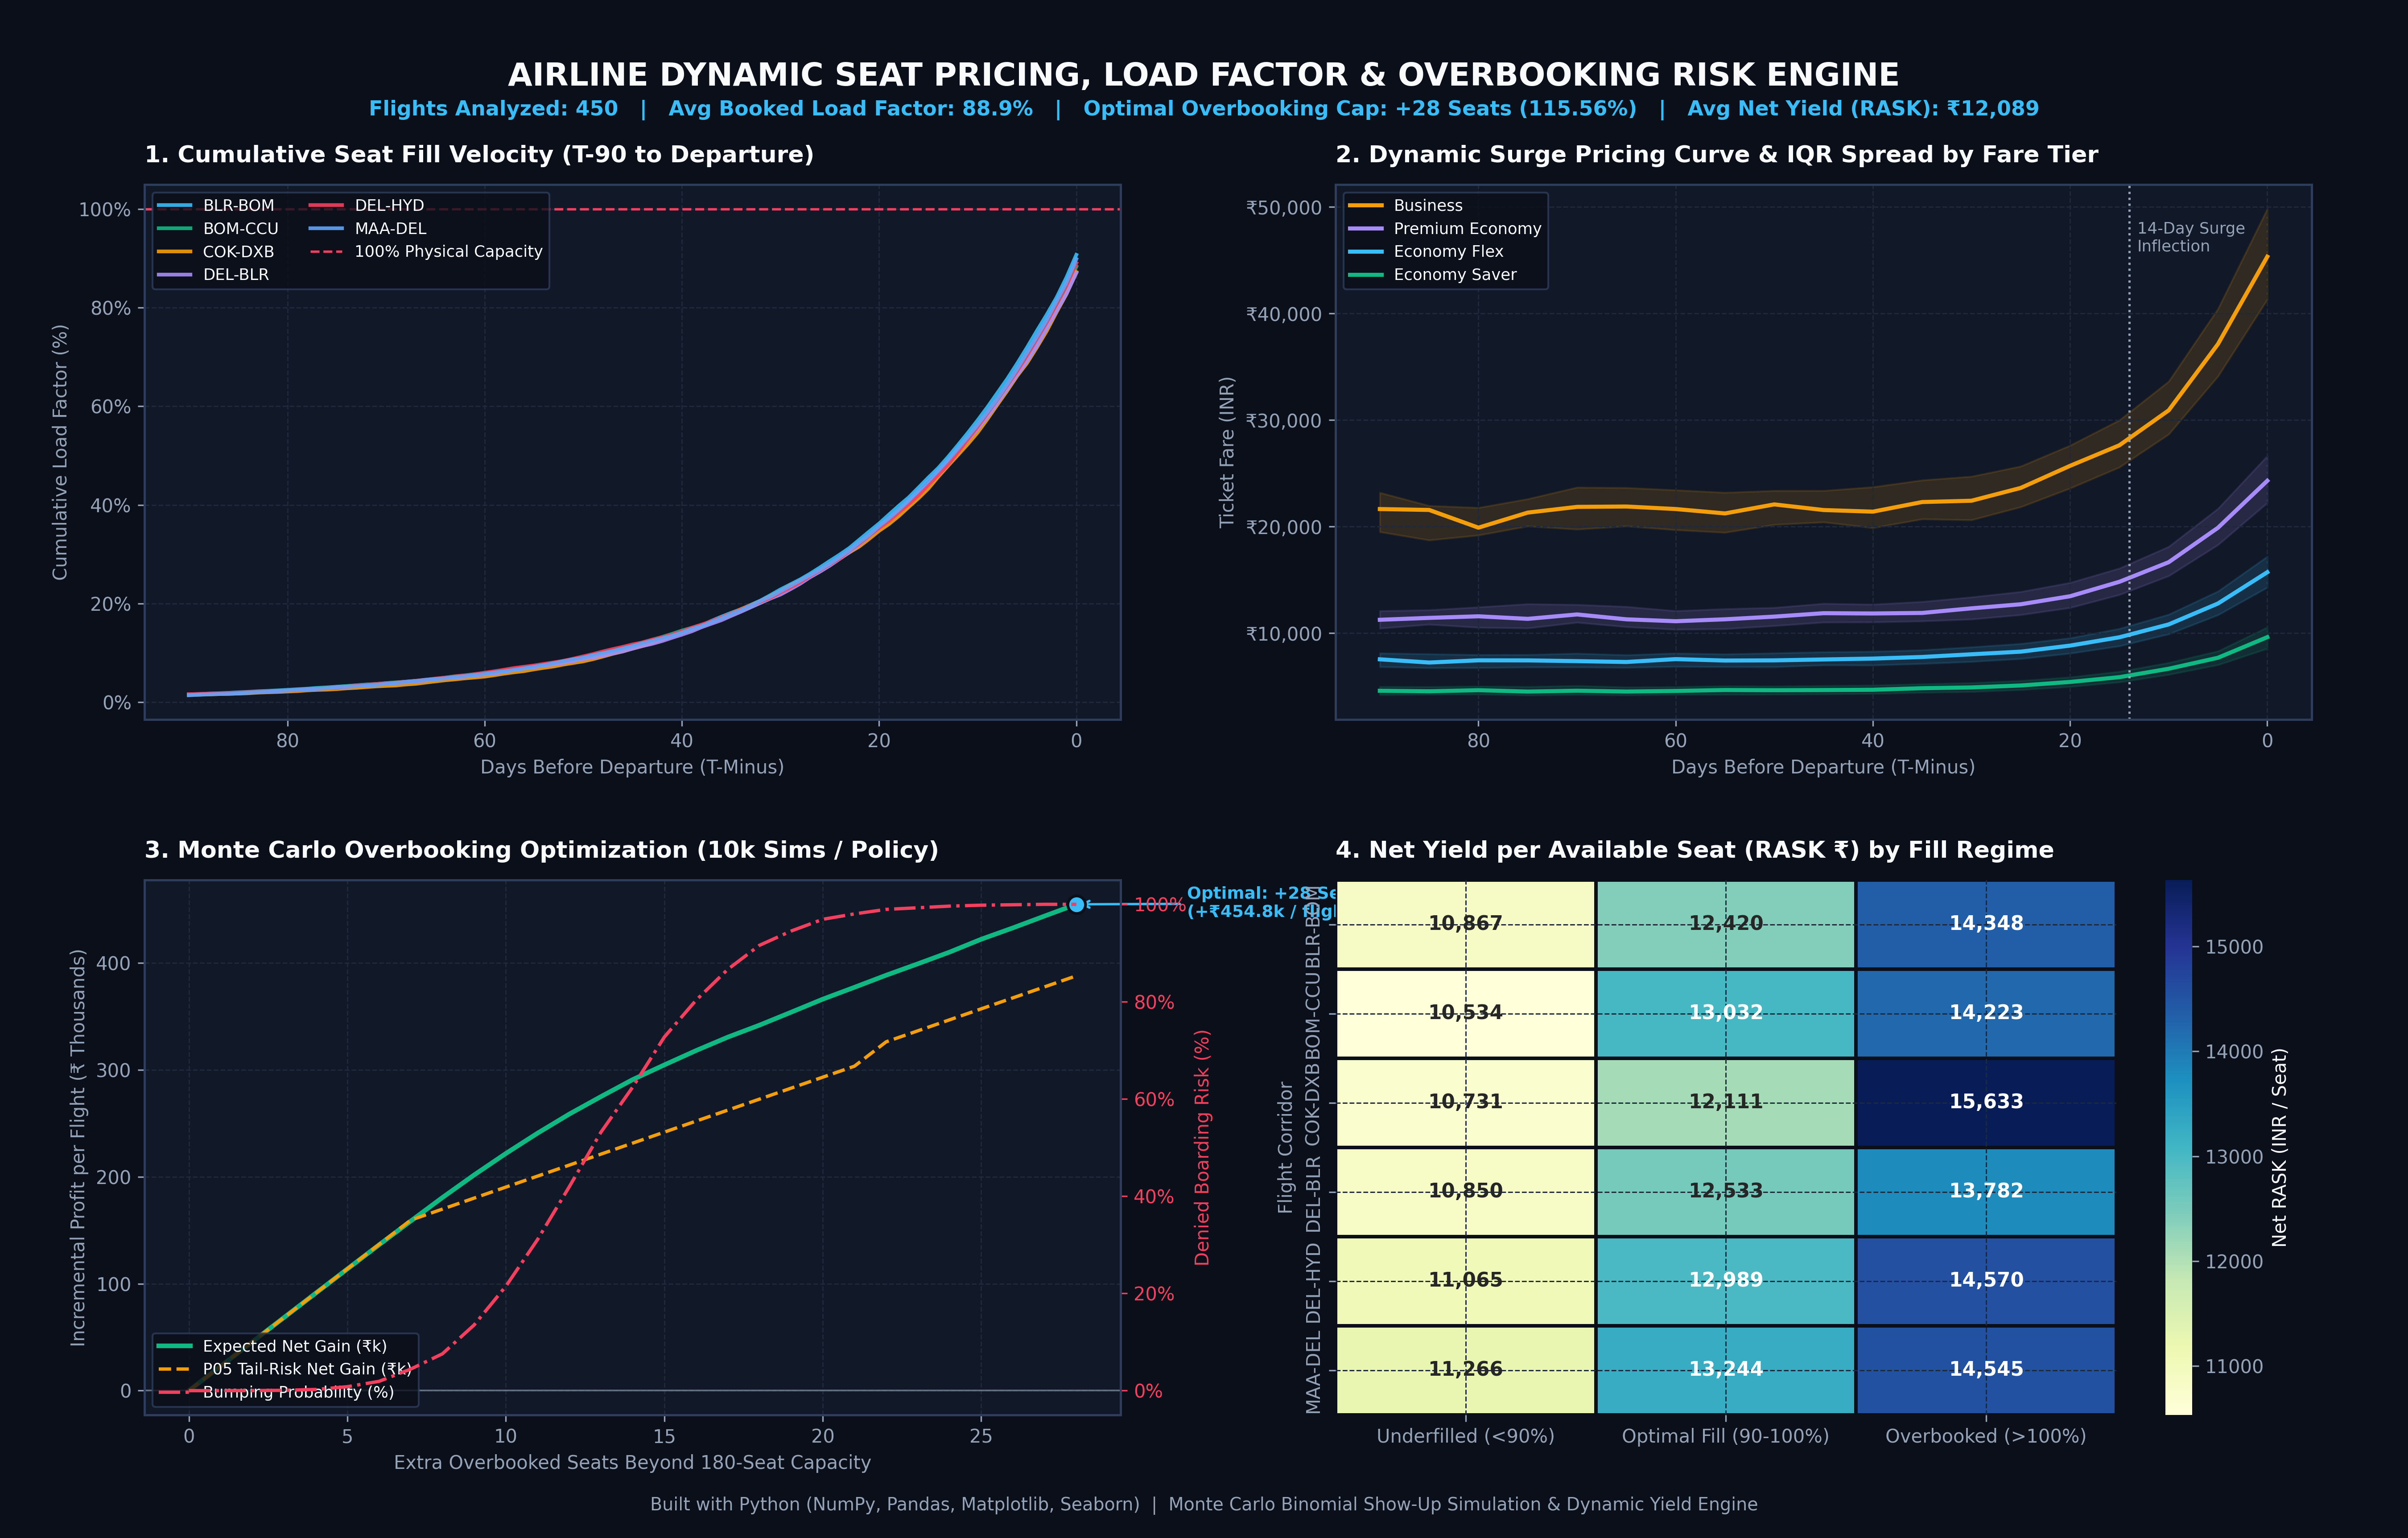 AIRLINE DYNAMIC SEAT PRICING, LOAD FACTOR & OVERBOOKING RISK ENGINE
Flights Analyzed: 450 | Avg Booked Load Factor: 88.9% | Optimal Overbooking Cap: +28 Seats (115.56%) | Avg Net Yield (RASK): ₹12,089
1. Cumulative Seat Fill Velocity (T-90 to Departure)
Cumulative Load Factor (%)
100%
80%
60%
40%
20%
0%
BLR-BOM
BOM-CCU
COK-DXB
DEL-BLR
DEL-HYD
MAA-DEL
100% Physical Capacity
80 60 40 20 0
Days Before Departure (T-Minus)
2. Dynamic Surge Pricing Curve & IQR Spread by Fare Tier
Ticket Fare (INR)
₹50,000
₹40,000
₹30,000
₹20,000
₹10,000
Business
Premium Economy
Economy Flex
Economy Saver
14-Day Surge
Inflection
80 60 40 20 0
Days Before Departure (T-Minus)
3. Monte Carlo Overbooking Optimization (10k Sims / Policy)
Incremental Profit per Flight (₹ Thousands)
400
300
200
100
0
Expected Net Gain (₹k)
P05 Tail-Risk Net Gain (₹k)
Bumping Probability (%)
Optimal: +28 Se
(+₹454.8k / fligh
100%
80%
60%
40%
20%
0%
Denied Boarding Risk (%)
0 5 10 15 20 25
Extra Overbooked Seats Beyond 180-Seat Capacity
4. Net Yield per Available Seat (RASK ₹) by Fill Regime
Flight Corridor
BLR-BOM 10,867 12,420 14,348
BOM-CCU 10,534 13,032 14,223
COK-DXB 10,731 12,111 15,633
DEL-BLR 10,850 12,533 13,782
DEL-HYD 11,065 12,989 14,570
MAA-DEL 11,266 13,244 14,545
Underfilled (<90%) Optimal Fill (90-100%) Overbooked (>100%)
15000
14000
13000
12000
11000
Net RASK (INR / Seat)
Built with Python (NumPy, Pandas, Matplotlib, Seaborn) | Monte Carlo Binomial Show-Up Simulation & Dynamic Yield Engine